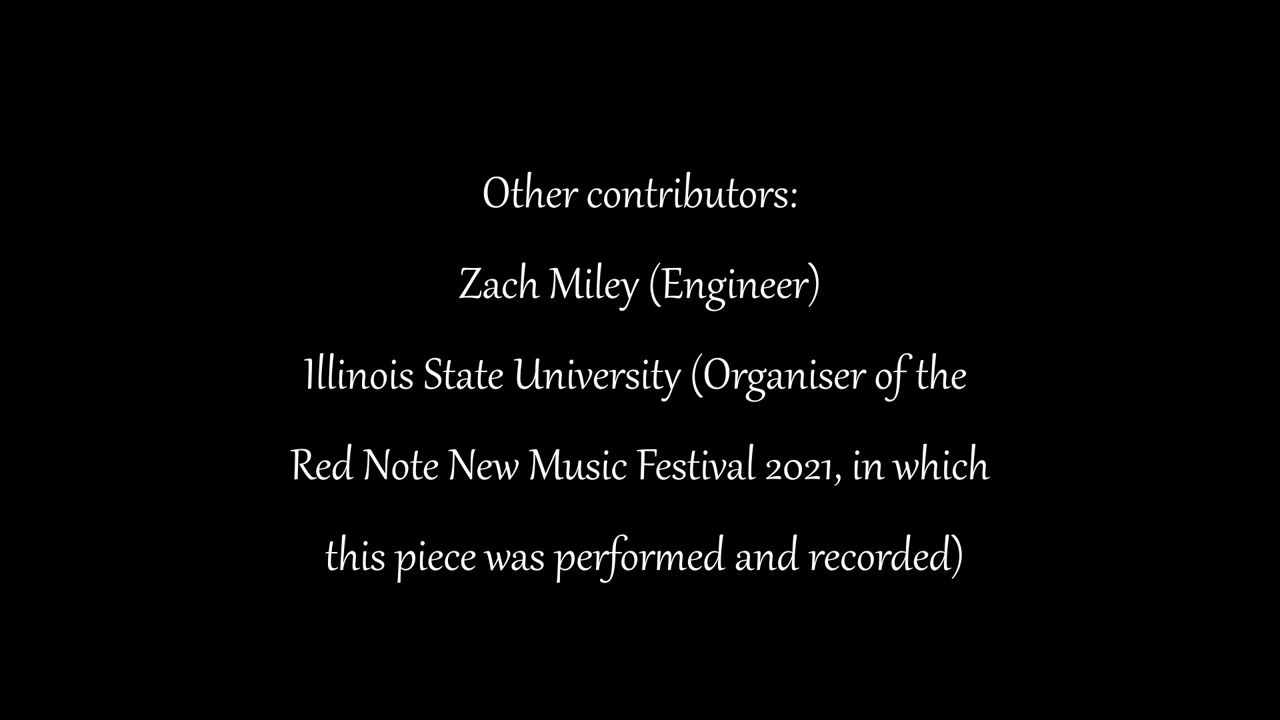 Other contributors:
Zach Miley (Engineer)
Illinois State University (Organiser of the
Red Note New Music Festival 2021, in which
this piece was performed and recorded)